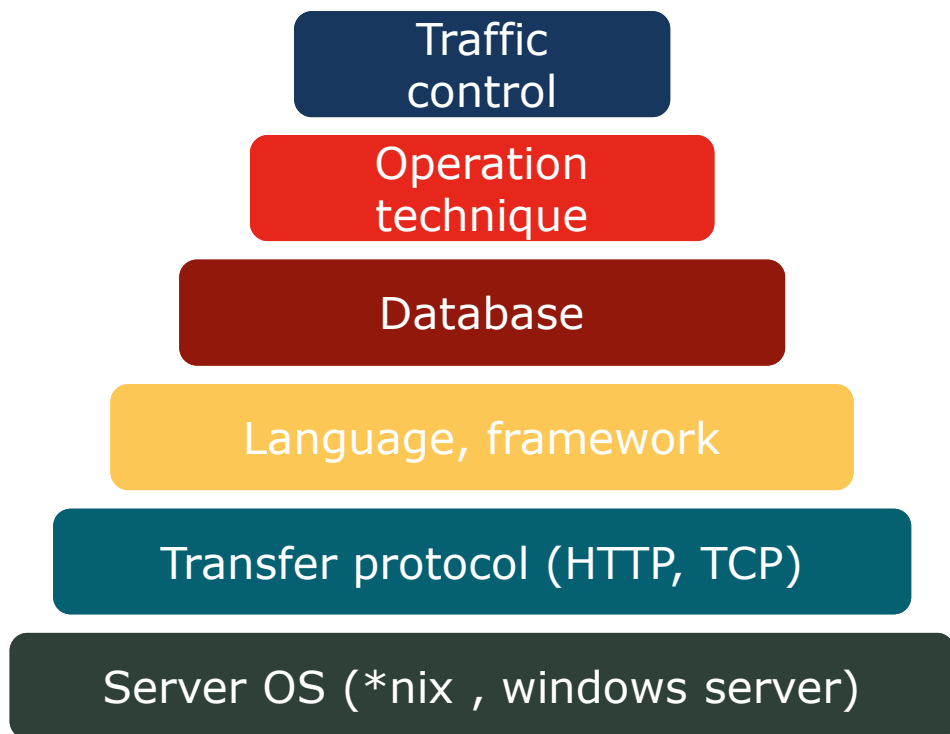 Traffic
control
Operation
technique
Database
Language, framework
Transfer protocol (HTTP, TCP)
Server OS (*nix , windows server)